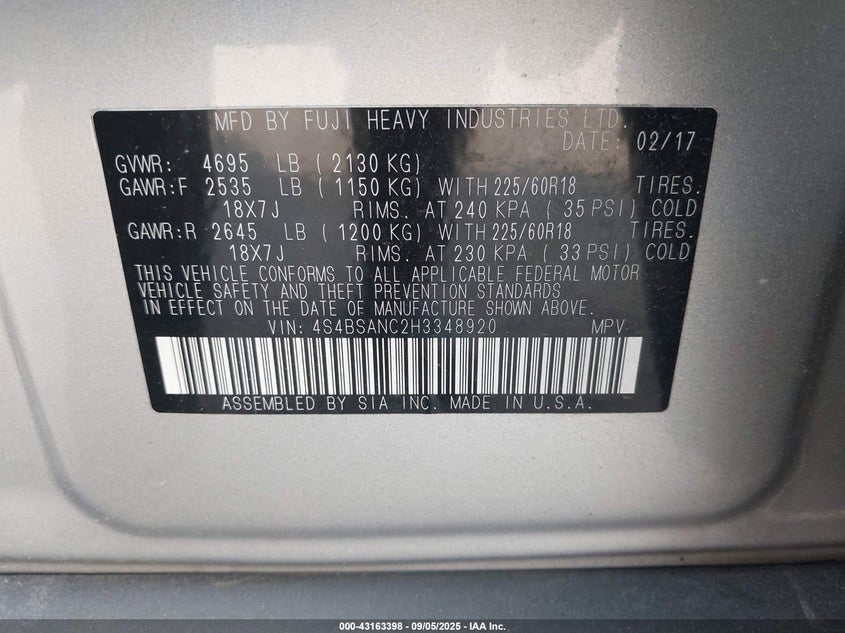 MFD BY FUJI HEAVY INDUSTRIES LTD.
DATE: 02/17
GVWR: 4695 LB ( 2130 KG)
GAWR:F 2535 LB ( 1150 KG) WITH 225/60R18 TIRES.
18X7J RIMS. AT 240 KPA ( 35 PSI) COLD
GAWR:R 2645 LB ( 1200 KG) WITH 225/60R18 TIRES.
18X7J RIMS. AT 230 KPA ( 33 PSI) COLD
THIS VEHICLE CONFORMS TO ALL APPLICABLE FEDERAL MOTOR
VEHICLE SAFETY AND THEFT PREVENTION STANDARDS
IN EFFECT ON THE DATE OF MANUFACTURE SHOWN ABOVE.
VIN: 4S4BSANC2H3348920 MPV
ASSEMBLED BY SIA INC. MADE IN U.S.A.
000-43163398 - 09/05/2025 - IAA Inc.